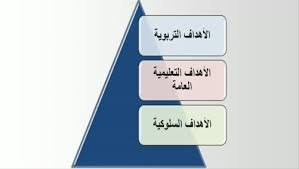 الأهداف التربوية
الأهداف التعليمية
العامة
الأهداف السلوكية